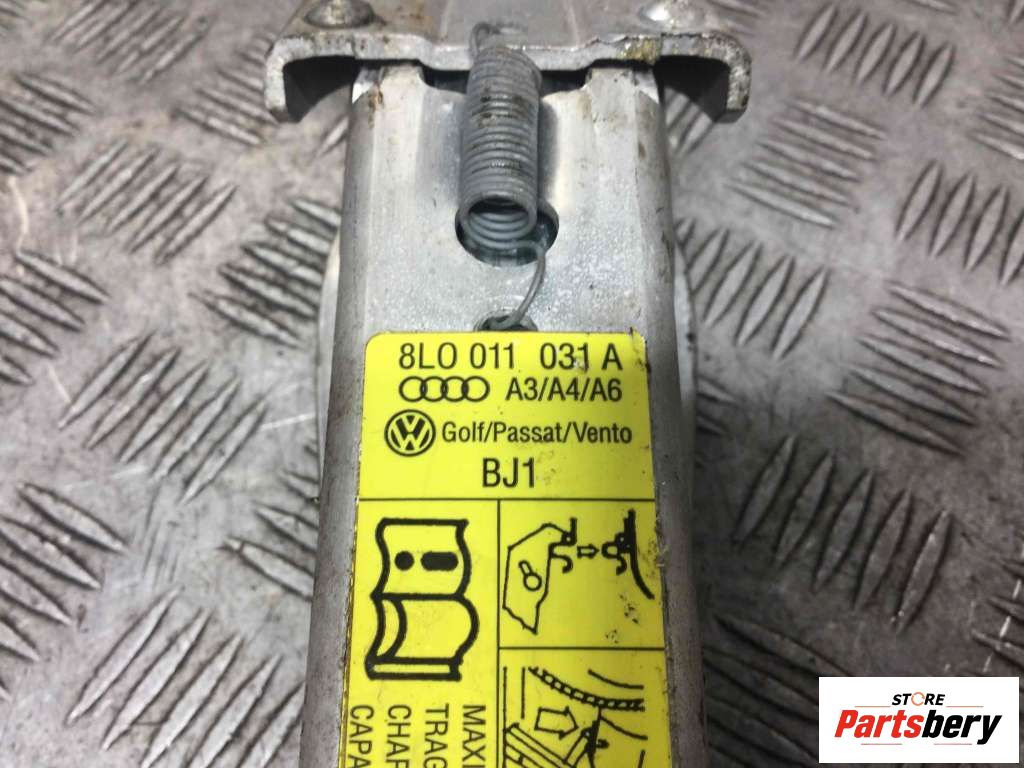 8L0 011 031 A
A3/A4/A6
Golf/Passat/Vento
BJ1
MAXI
TRAG
CHAR
CAPA
STORE
Partsbery